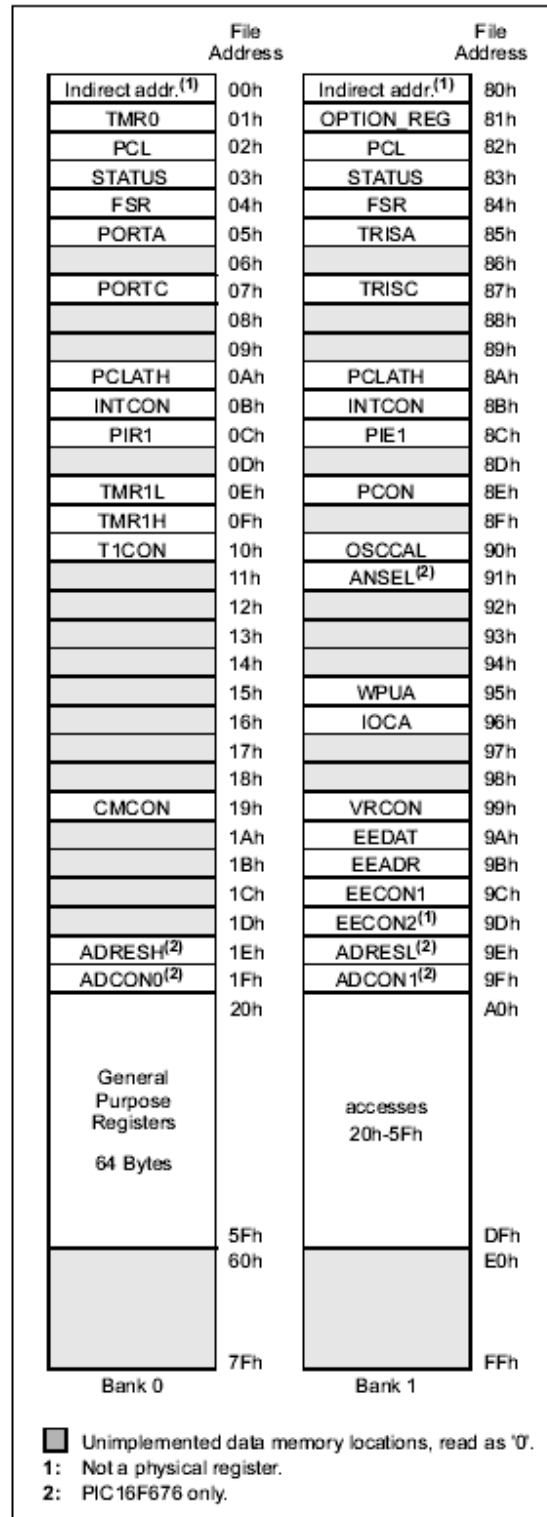 File Address File Address
Indirect addr.(1) 00h Indirect addr.(1) 80h
TMR0 01h OPTION_REG 81h
PCL 02h PCL 82h
STATUS 03h STATUS 83h
FSR 04h FSR 84h
PORTA 05h TRISA 85h
06h 86h
PORTC 07h TRISC 87h
08h 88h
09h 89h
PCLATH 0Ah PCLATH 8Ah
INTCON 0Bh INTCON 8Bh
PIR1 0Ch PIE1 8Ch
0Dh 8Dh
TMR1L 0Eh PCON 8Eh
TMR1H 0Fh 8Fh
T1CON 10h OSCCAL 90h
11h ANSEL(2) 91h
12h 92h
13h 93h
14h 94h
15h WPUA 95h
16h IOCA 96h
17h 97h
18h 98h
CMCON 19h VRCON 99h
1Ah EEDAT 9Ah
1Bh EEADR 9Bh
1Ch EECON1 9Ch
1Dh EECON2(1) 9Dh
ADRESH(2) 1Eh ADRESL(2) 9Eh
ADCON0(2) 1Fh ADCON1(2) 9Fh
20h A0h
General
Purpose accesses
Registers 20h-5Fh
64 Bytes
5Fh DFh
60h E0h
7Fh FFh
Bank 0 Bank 1
Unimplemented data memory locations, read as '0'.
1: Not a physical register.
2: PIC16F676 only.